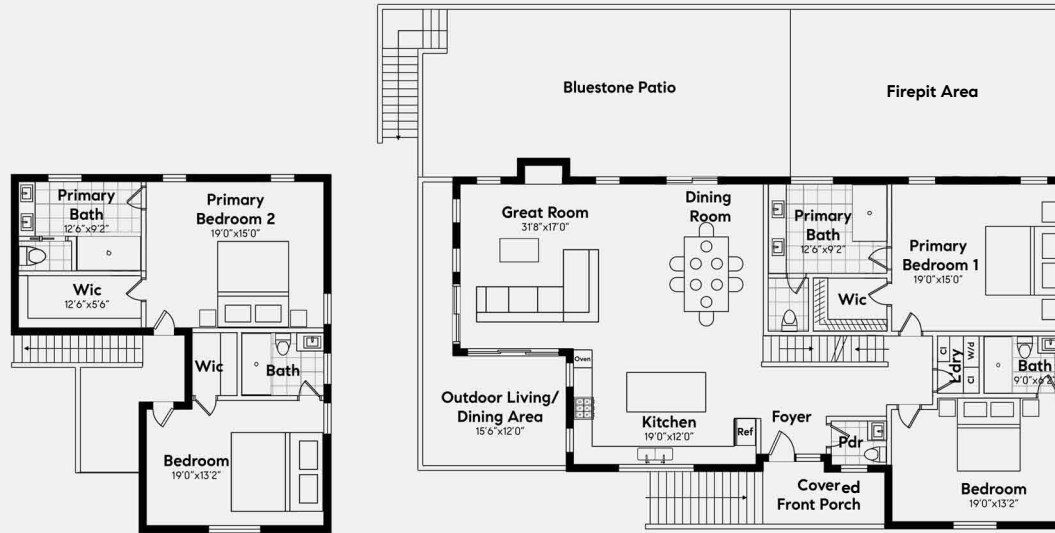 Primary
Bath
12'6"x9'2"
Primary
Bedroom 2
19'0"x15'0"
Wic
12'6"x5'6"
Wic
Bath
Bedroom
19'0"x13'2"
Bluestone Patio
Firepit Area
Great Room
31'8"x17'0"
Dining
Room
Primary
Bath
12'6"x9'2"
Primary
Bedroom 1
19'0"x15'0"
Wic
Oven
Outdoor Living/
Dining Area
15'6"x12'0"
Kitchen
19'0"x12'0"
Ref
Foyer
Pdr
Ldry
Cl
W/d
Cl
Bath
9'0"x6'2"
Covered
Front Porch
Bedroom
19'0"x13'2"